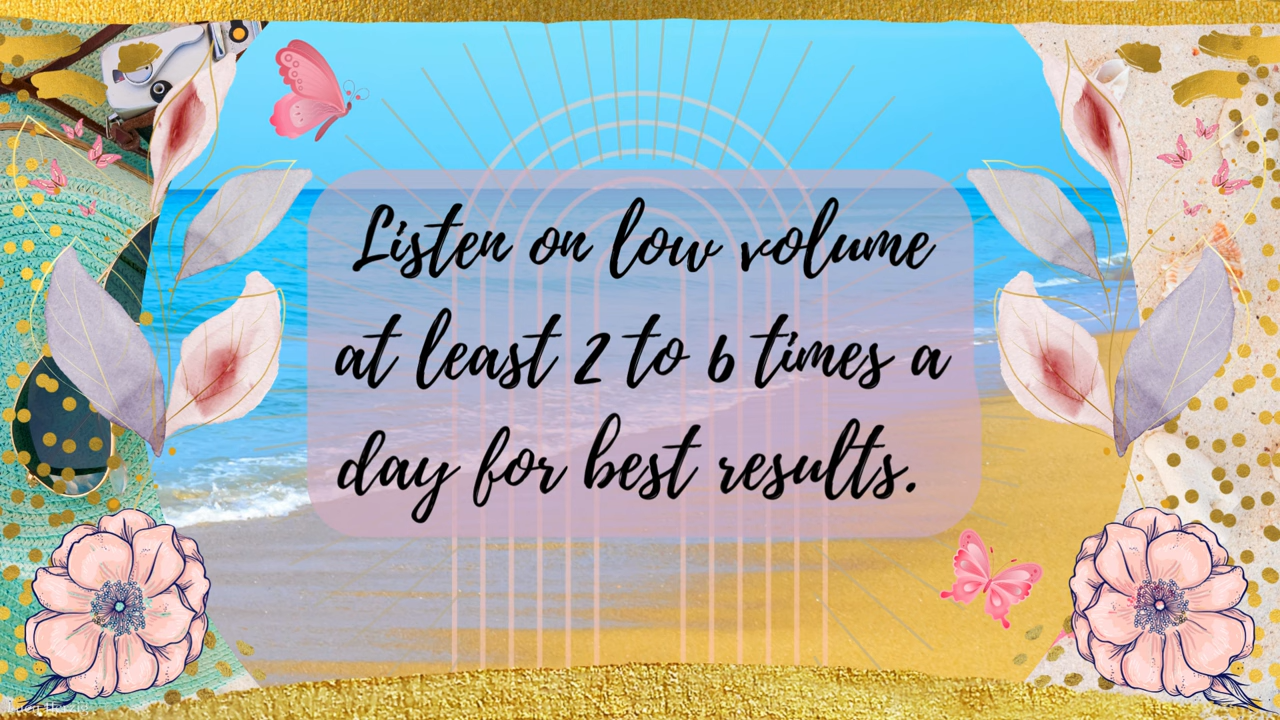 Listen on low volume
at least 2 to 6 times a
day for best results.